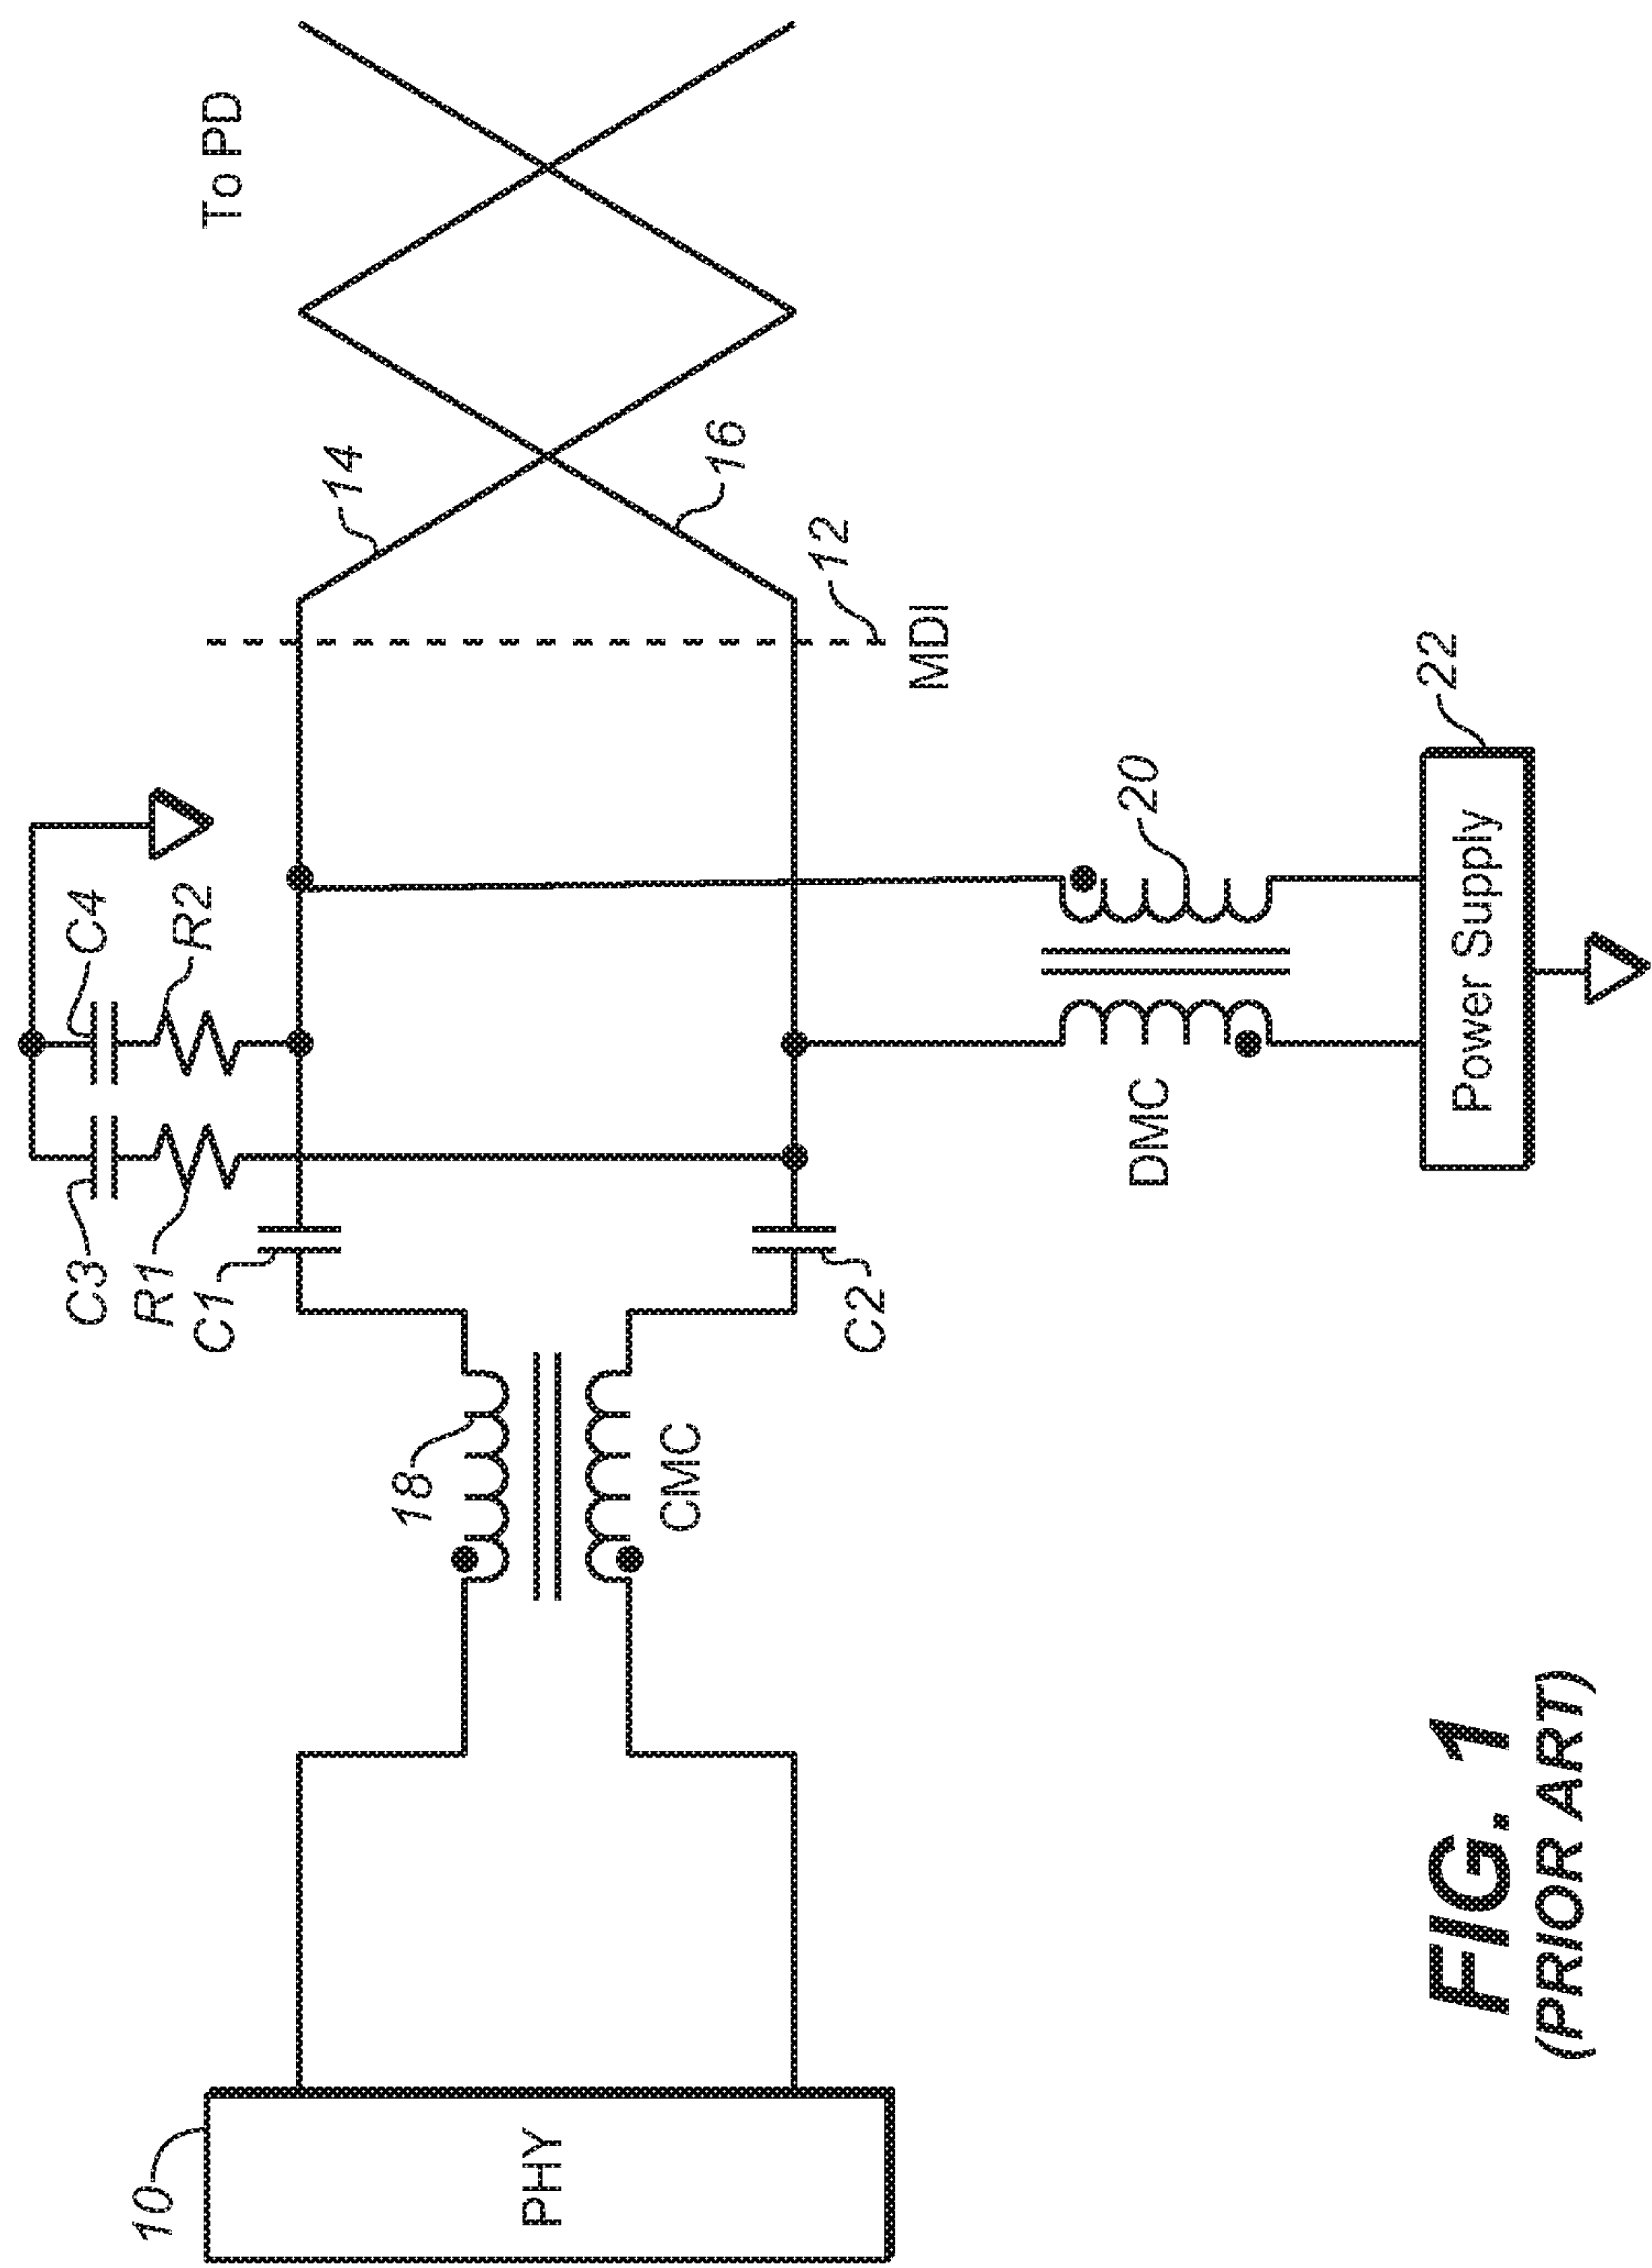 To PD
C4
R2
14
16
12
MDI
C3
R1
C1
C2
18
CMC
20
DMC
22
Power Supply
10
PHY
FIG. 1
(PRIOR ART)